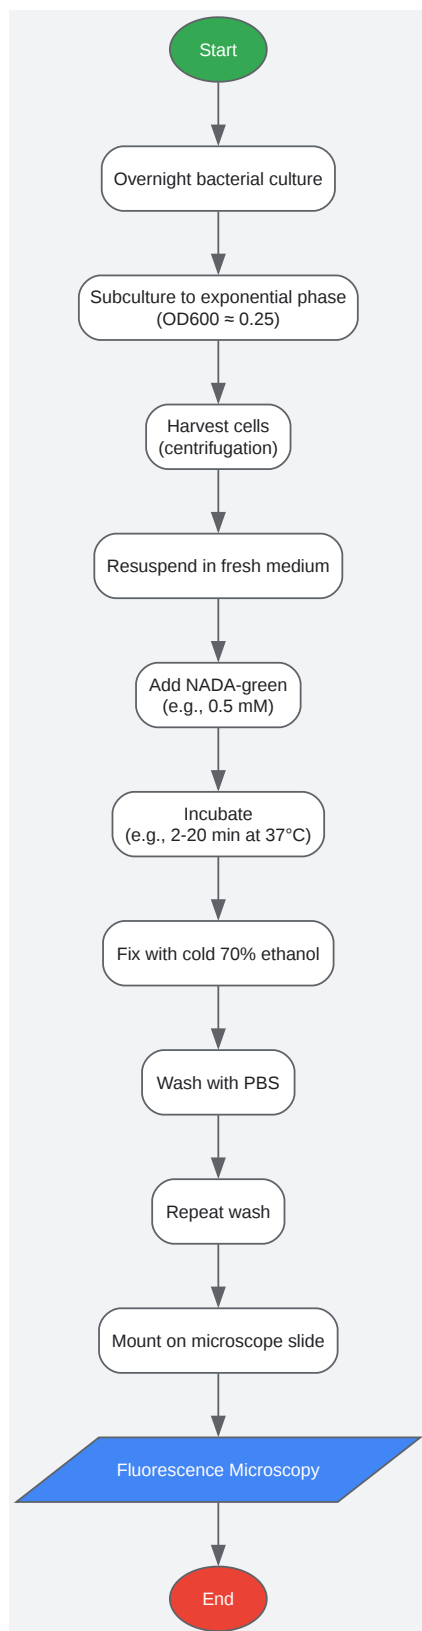 Start
Overnight bacterial culture
Subculture to exponential phase
(OD600 ≈ 0.25)
Harvest cells
(centrifugation)
Resuspend in fresh medium
Add NADA-green
(e.g., 0.5 mM)
Incubate
(e.g., 2-20 min at 37°C)
Fix with cold 70% ethanol
Wash with PBS
Repeat wash
Mount on microscope slide
Fluorescence Microscopy
End